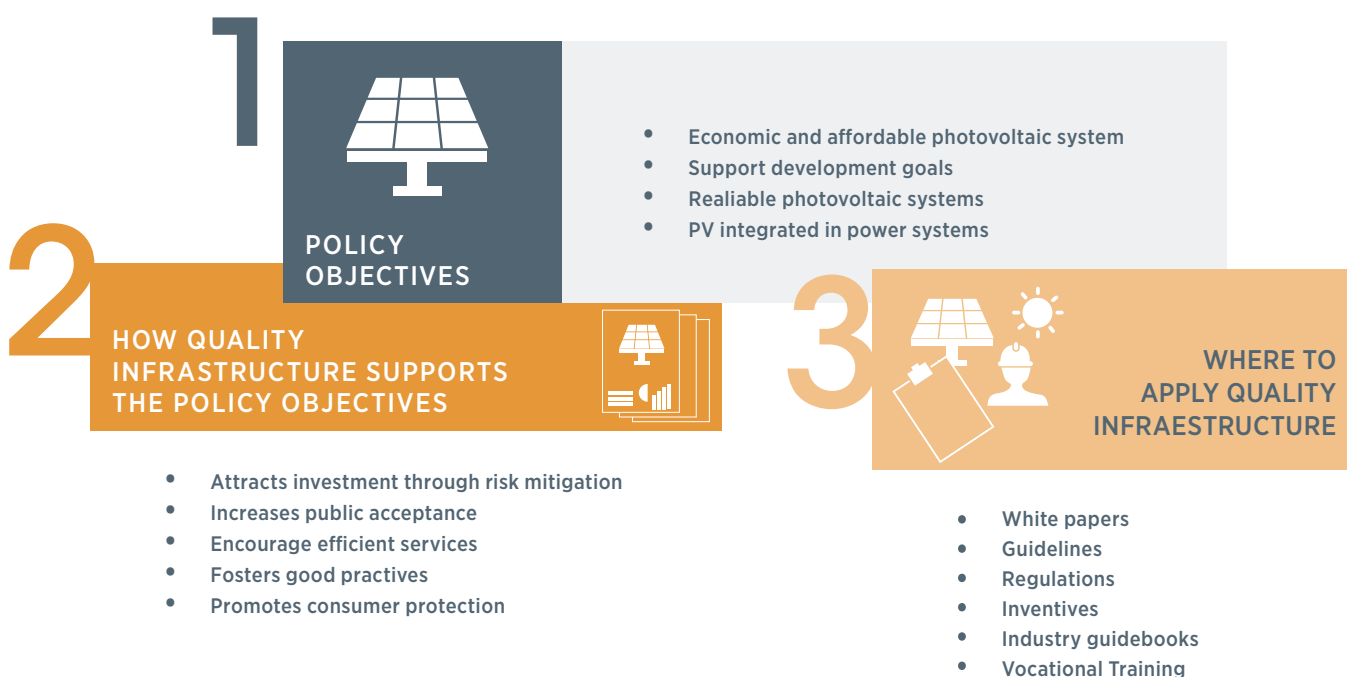 1
POLICY
OBJECTIVES
• Economic and affordable photovoltaic system
• Support development goals
• Realiable photovoltaic systems
• PV integrated in power systems
2
HOW QUALITY
INFRASTRUCTURE SUPPORTS
THE POLICY OBJECTIVES
• Attracts investment through risk mitigation
• Increases public acceptance
• Encourage efficient services
• Fosters good practives
• Promotes consumer protection
3
WHERE TO
APPLY QUALITY
INFRAESTRUCTURE
• White papers
• Guidelines
• Regulations
• Inventives
• Industry guidebooks
• Vocational Training